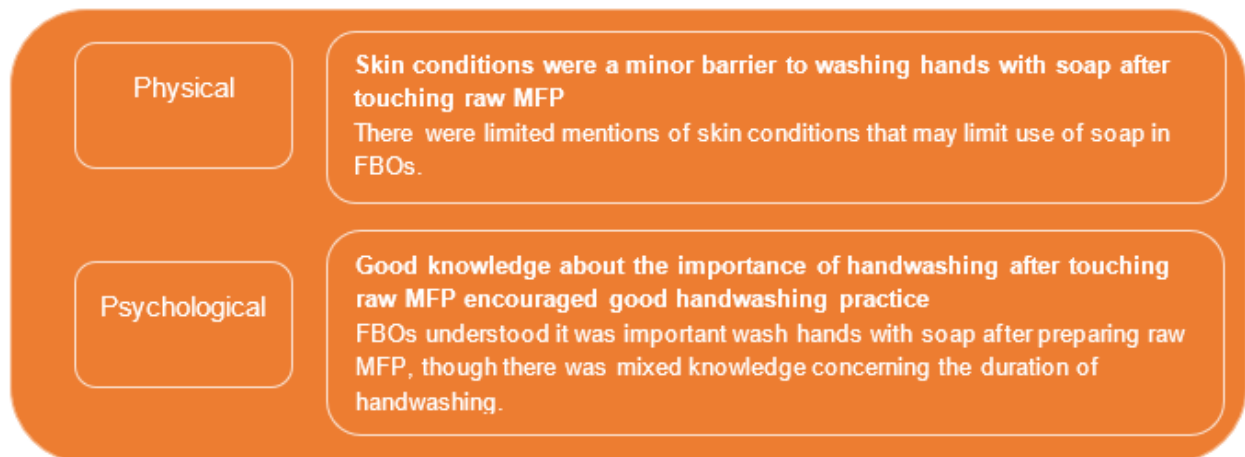 Physical
Skin conditions were a minor barrier to washing hands with soap after
touching raw MFP
There were limited mentions of skin conditions that may limit use of soap in
FBOs.
Psychological
Good knowledge about the importance of handwashing after touching
raw MFP encouraged good handwashing practice
FBOs understood it was important wash hands with soap after preparing raw
MFP, though there was mixed knowledge concerning the duration of
handwashing.